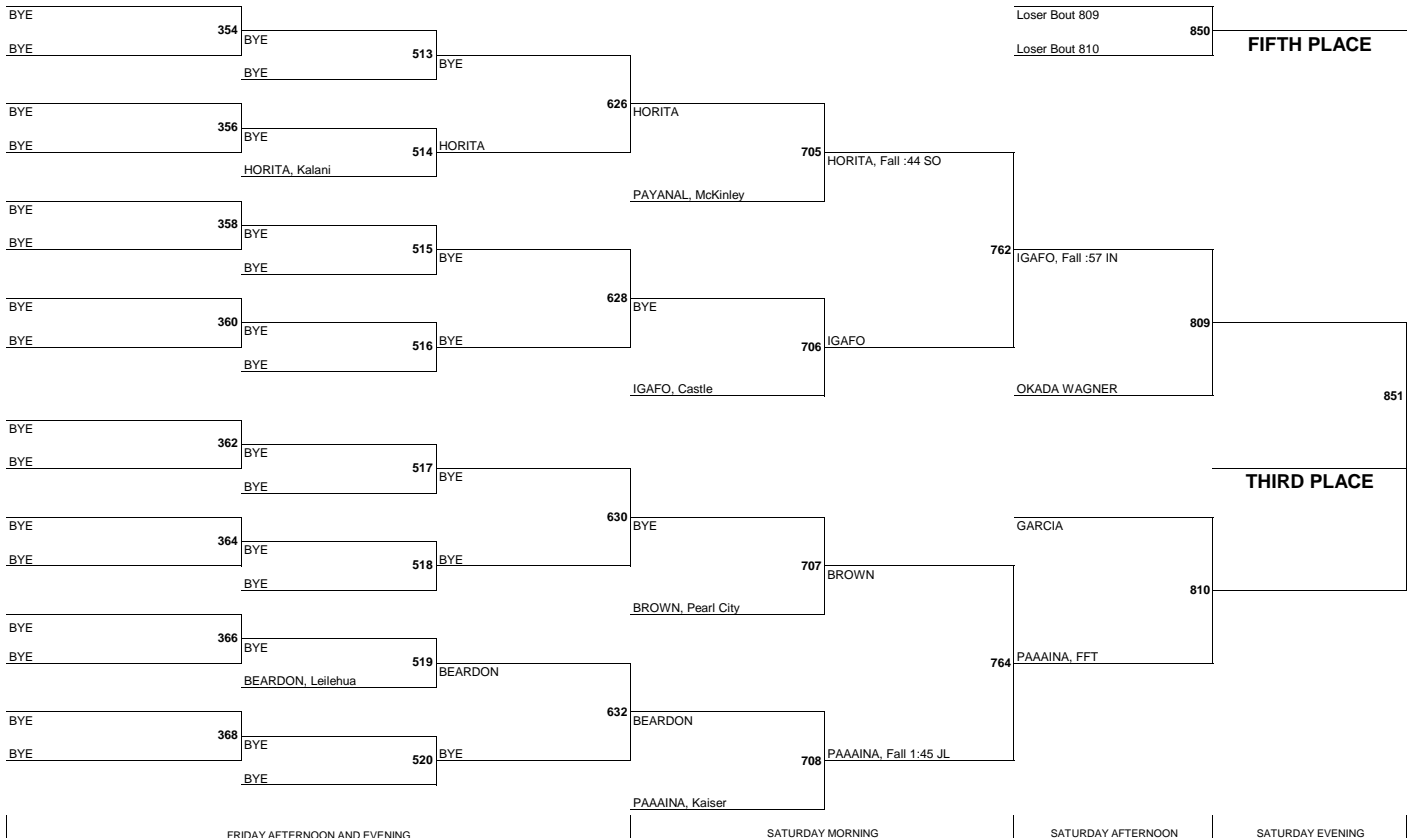 BYE
354
BYE
BYE
513
BYE
BYE
BYE
356
BYE
BYE
514
HORITA
HORITA, Kalani
626
HORITA
BYE
358
BYE
BYE
515
BYE
BYE
705
HORITA, Fall :44 SO
PAYANAL, McKinley
BYE
360
BYE
BYE
516
BYE
BYE
628
BYE
706
IGAFO
IGAFO, Castle
762
IGAFO, Fall :57 IN
809
OKADA WAGNER
Loser Bout 809
850
Loser Bout 810
FIFTH PLACE
851
THIRD PLACE
BYE
362
BYE
BYE
517
BYE
BYE
BYE
364
BYE
BYE
518
BYE
BYE
630
BYE
707
BROWN
BROWN, Pearl City
BYE
366
BYE
BYE
519
BEARDON
BEARDON, Leilehua
BYE
368
BYE
BYE
520
BYE
BYE
632
BEARDON
708
PAAAINA, Fall 1:45 JL
PAAAINA, Kaiser
764
PAAAINA, FFT
GARCIA
810
FRIDAY AFTERNOON AND EVENING
SATURDAY MORNING
SATURDAY AFTERNOON
SATURDAY EVENING